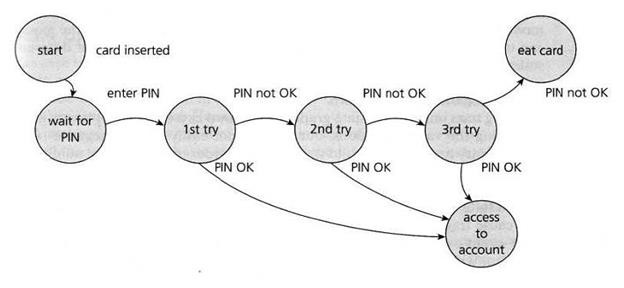 start
card inserted
eat card
enter PIN
PIN not OK
PIN not OK
PIN not OK
wait for
PIN
1st try
2nd try
3rd try
PIN OK
PIN OK
PIN OK
access
to
account